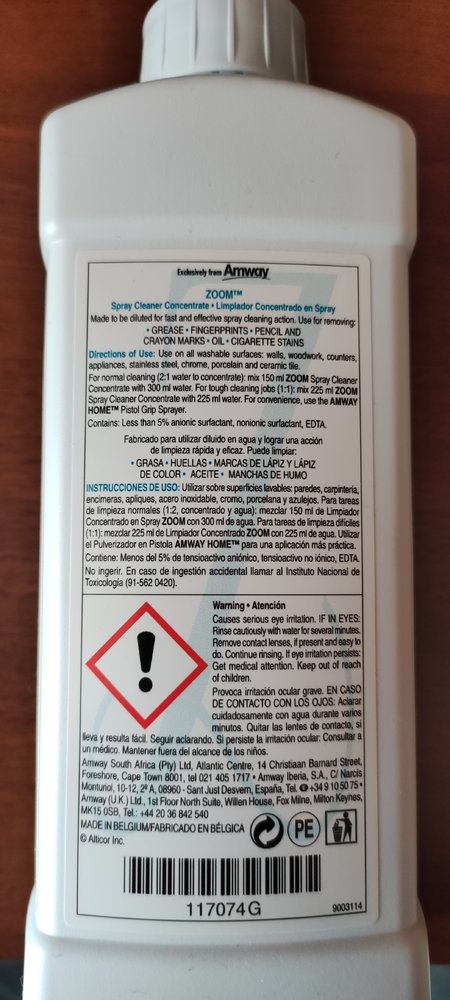 Exclusively from Amway
ZOOM™
Spray Cleaner Concentrate • Limpiador Concentrado en Spray
Made to be diluted for fast and effective spray cleaning action. Use for removing:
• GREASE • FINGERPRINTS • PENCIL AND
CRAYON MARKS • OIL • CIGARETTE STAINS
Directions of Use: Use on all washable surfaces: walls, woodwork, counters,
appliances, stainless steel, chrome, porcelain and ceramic tile.
For normal cleaning (2:1 water to concentrate): mix 150 ml ZOOM Spray Cleaner
Concentrate with 300 ml water. For tough cleaning jobs (1:1): mix 225 ml ZOOM
Spray Cleaner Concentrate with 225 ml water. For convenience, use the AMWAY
HOME™ Pistol Grip Sprayer.
Contains: Less than 5% anionic surfactant, nonionic surfactant, EDTA.
Fabricado para utilizar diluido en agua y lograr una acción
de limpieza rápida y eficaz. Puede limpiar:
• GRASA • HUELLAS • MARCAS DE LÁPIZ Y LÁPIZ
DE COLOR • ACEITE • MANCHAS DE HUMO
INSTRUCCIONES DE USO: Utilizar sobre superficies lavables: paredes, carpintería,
encimeras, apliques, acero inoxidable, cromo, porcelana y azulejos. Para tareas
de limpieza normales (1:2, concentrado y agua): mezclar 150 ml de Limpiador
Concentrado en Spray ZOOM con 300 ml de agua. Para tareas de limpieza difíciles
(1:1): mezclar 225 ml de Limpiador Concentrado ZOOM con 225 ml de agua. Utilizar
el Pulverizador en Pistola AMWAY HOME™ para una aplicación más práctica.
Contiene: Menos del 5% de tensioactivo aniónico, tensioactivo no iónico, EDTA.
No ingerir. En caso de ingestión accidental llamar al Instituto Nacional de
Toxicología (91-562 0420).
Warning • Atención
Causes serious eye irritation. IF IN EYES:
Rinse cautiously with water for several minutes.
Remove contact lenses, if present and easy to
do. Continue rinsing. If eye irritation persists:
Get medical attention. Keep out of reach
of children.
Provoca irritación ocular grave. EN CASO
DE CONTACTO CON LOS OJOS: Aclarar
cuidadosamente con agua durante varios
minutos. Quitar las lentes de contacto, si
lleva y resulta fácil. Seguir aclarando. Si persiste la irritación ocular: Consultar a
un médico. Mantener fuera del alcance de los niños.
Amway South Africa (Pty) Ltd, Atlantic Centre, 14 Christiaan Barnard Street,
Foreshore, Cape Town 8001, tel 021 405 1717 • Amway Iberia, S.A., C/ Narcis
Monturiol, 10-12, 2ª A, 08960 - Sant Just Desvern, España, Tel. +34 9 10 50 75 •
Amway (U.K.) Ltd., 1st Floor North Suite, Willen House, Fox Milne, Milton Keynes,
MK15 0SB, Tel.: +44 20 36 842 540
MADE IN BELGIUM/FABRICADO EN BÉLGICA
PE
© Alticor Inc.
117074G
9003114